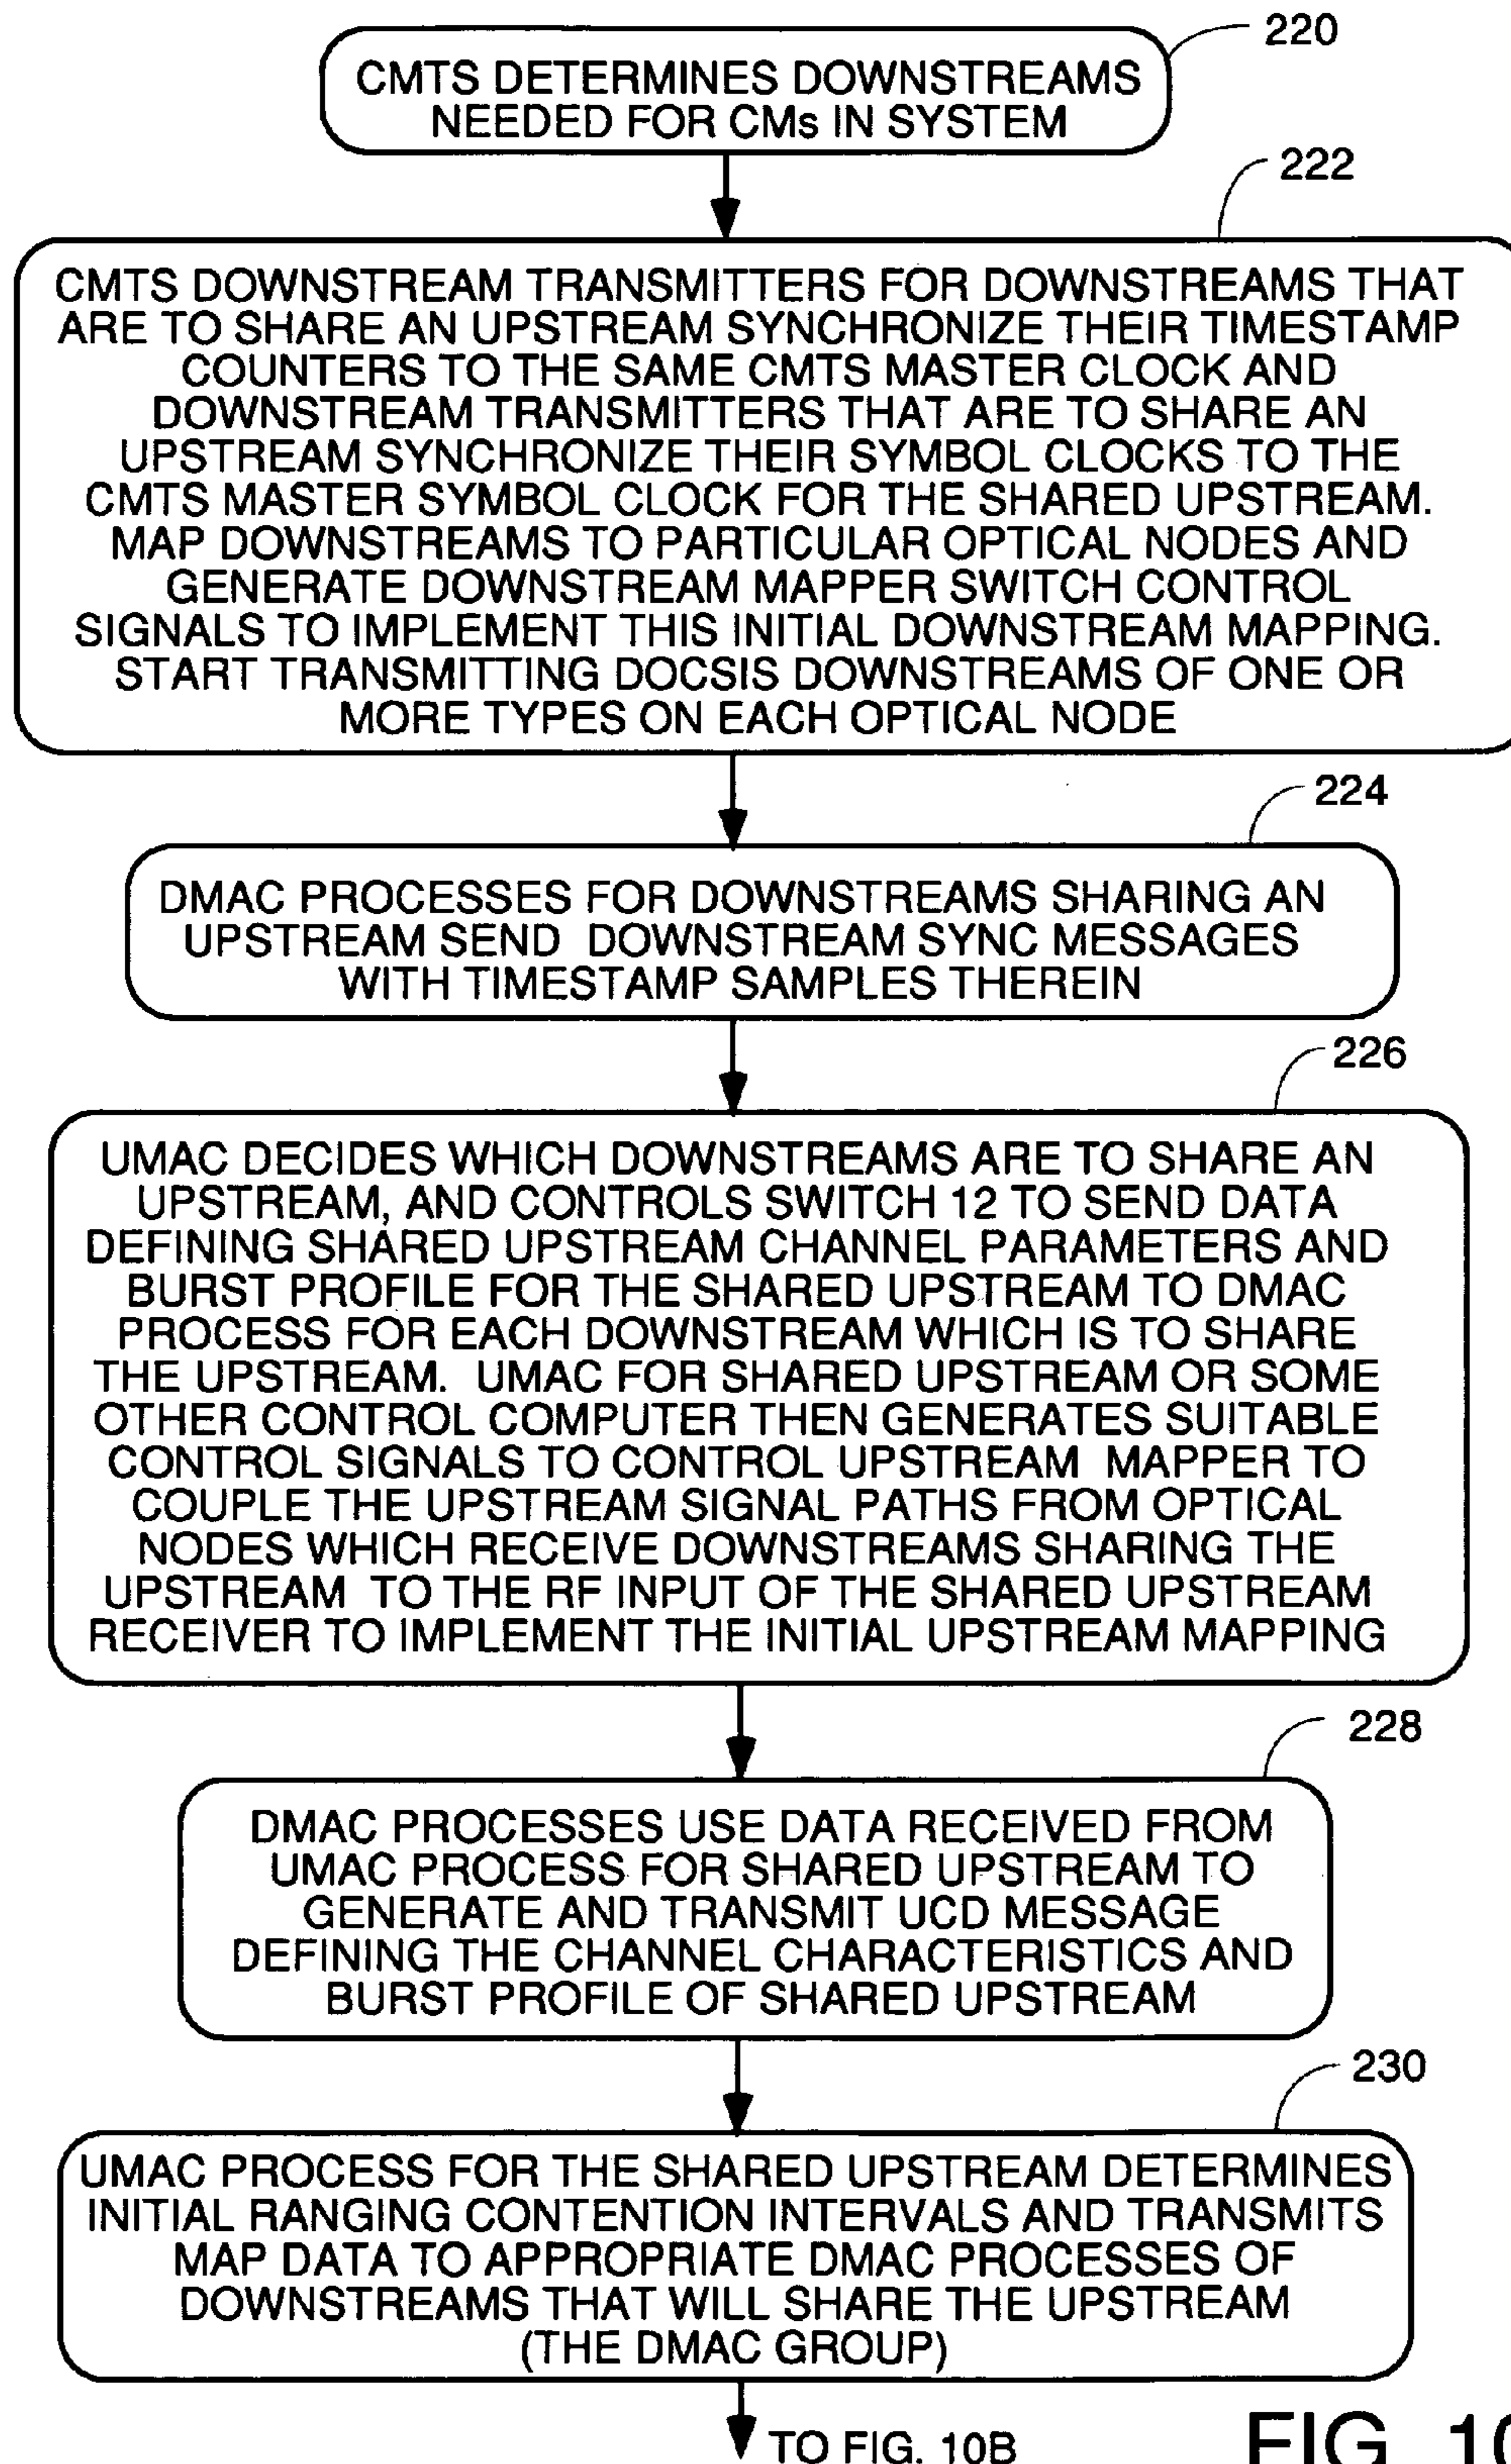 220
CMTS DETERMINES DOWNSTREAMS
NEEDED FOR CMs IN SYSTEM
222
CMTS DOWNSTREAM TRANSMITTERS FOR DOWNSTREAMS THAT
ARE TO SHARE AN UPSTREAM SYNCHRONIZE THEIR TIMESTAMP
COUNTERS TO THE SAME CMTS MASTER CLOCK AND
DOWNSTREAM TRANSMITTERS THAT ARE TO SHARE AN
UPSTREAM SYNCHRONIZE THEIR SYMBOL CLOCKS TO THE
CMTS MASTER SYMBOL CLOCK FOR THE SHARED UPSTREAM.
MAP DOWNSTREAMS TO PARTICULAR OPTICAL NODES AND
GENERATE DOWNSTREAM MAPPER SWITCH CONTROL
SIGNALS TO IMPLEMENT THIS INITIAL DOWNSTREAM MAPPING.
START TRANSMITTING DOCSIS DOWNSTREAMS OF ONE OR
MORE TYPES ON EACH OPTICAL NODE
224
DMAC PROCESSES FOR DOWNSTREAMS SHARING AN
UPSTREAM SEND DOWNSTREAM SYNC MESSAGES
WITH TIMESTAMP SAMPLES THEREIN
226
UMAC DECIDES WHICH DOWNSTREAMS ARE TO SHARE AN
UPSTREAM, AND CONTROLS SWITCH 12 TO SEND DATA
DEFINING SHARED UPSTREAM CHANNEL PARAMETERS AND
BURST PROFILE FOR THE SHARED UPSTREAM TO DMAC
PROCESS FOR EACH DOWNSTREAM WHICH IS TO SHARE
THE UPSTREAM. UMAC FOR SHARED UPSTREAM OR SOME
OTHER CONTROL COMPUTER THEN GENERATES SUITABLE
CONTROL SIGNALS TO CONTROL UPSTREAM MAPPER TO
COUPLE THE UPSTREAM SIGNAL PATHS FROM OPTICAL
NODES WHICH RECEIVE DOWNSTREAMS SHARING THE
UPSTREAM TO THE RF INPUT OF THE SHARED UPSTREAM
RECEIVER TO IMPLEMENT THE INITIAL UPSTREAM MAPPING
228
DMAC PROCESSES USE DATA RECEIVED FROM
UMAC PROCESS FOR SHARED UPSTREAM TO
GENERATE AND TRANSMIT UCD MESSAGE
DEFINING THE CHANNEL CHARACTERISTICS AND
BURST PROFILE OF SHARED UPSTREAM
230
UMAC PROCESS FOR THE SHARED UPSTREAM DETERMINES
INITIAL RANGING CONTENTION INTERVALS AND TRANSMITS
MAP DATA TO APPROPRIATE DMAC PROCESSES OF
DOWNSTREAMS THAT WILL SHARE THE UPSTREAM
(THE DMAC GROUP)
TO FIG. 10B
FIG. 10